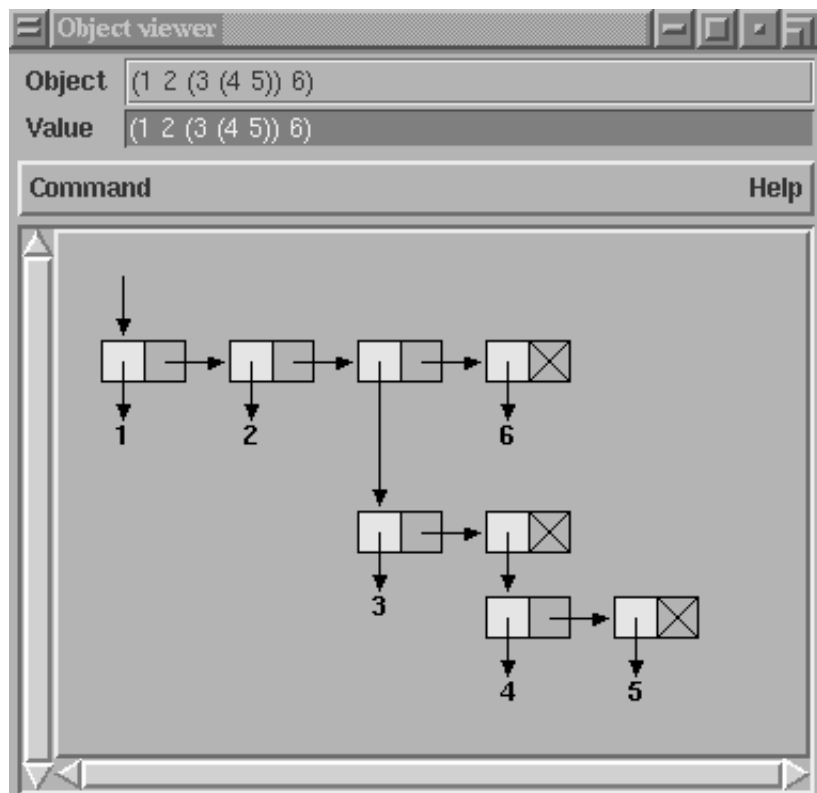 Object viewer
Object (1 2 (3 (4 5)) 6)
Value (1 2 (3 (4 5)) 6)
Command Help
1 2 6
3
4 5